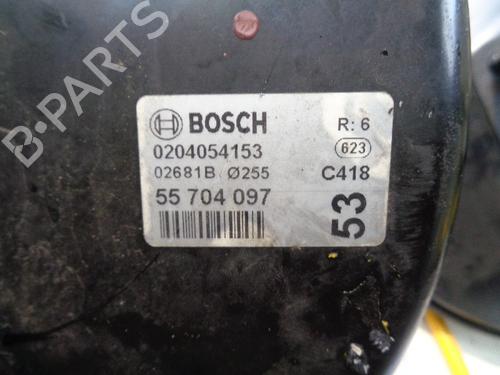 B-PARTS
BOSCH R: 6
0204054153 623
02681B Ø255 C418
55 704 097
53